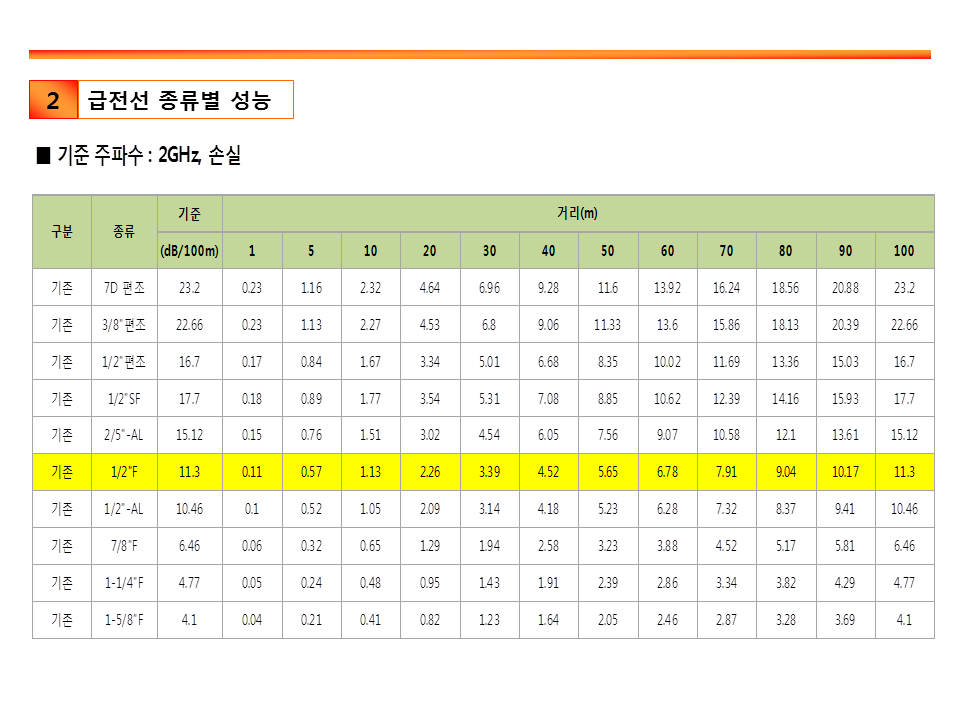 2 급전선 종류별 성능
■ 기준 주파수 : 2GHz, 손실
구분 종류 기준 거리(m)
(dB/100m) 1 5 10 20 30 40 50 60 70 80 90 100
기존 7D 편조 23.2 0.23 1.16 2.32 4.64 6.96 9.28 11.6 13.92 16.24 18.56 20.88 23.2
기존 3/8"편조 22.66 0.23 1.13 2.27 4.53 6.8 9.06 11.33 13.6 15.86 18.13 20.39 22.66
기존 1/2"편조 16.7 0.17 0.84 1.67 3.34 5.01 6.68 8.35 10.02 11.69 13.36 15.03 16.7
기존 1/2"SF 17.7 0.18 0.89 1.77 3.54 5.31 7.08 8.85 10.62 12.39 14.16 15.93 17.7
기존 2/5"-AL 15.12 0.15 0.76 1.51 3.02 4.54 6.05 7.56 9.07 10.58 12.1 13.61 15.12
기존 1/2"F 11.3 0.11 0.57 1.13 2.26 3.39 4.52 5.65 6.78 7.91 9.04 10.17 11.3
기존 1/2"-AL 10.46 0.1 0.52 1.05 2.09 3.14 4.18 5.23 6.28 7.32 8.37 9.41 10.46
기존 7/8"F 6.46 0.06 0.32 0.65 1.29 1.94 2.58 3.23 3.88 4.52 5.17 5.81 6.46
기존 1-1/4"F 4.77 0.05 0.24 0.48 0.95 1.43 1.91 2.39 2.86 3.34 3.82 4.29 4.77
기존 1-5/8"F 4.1 0.04 0.21 0.41 0.82 1.23 1.64 2.05 2.46 2.87 3.28 3.69 4.1